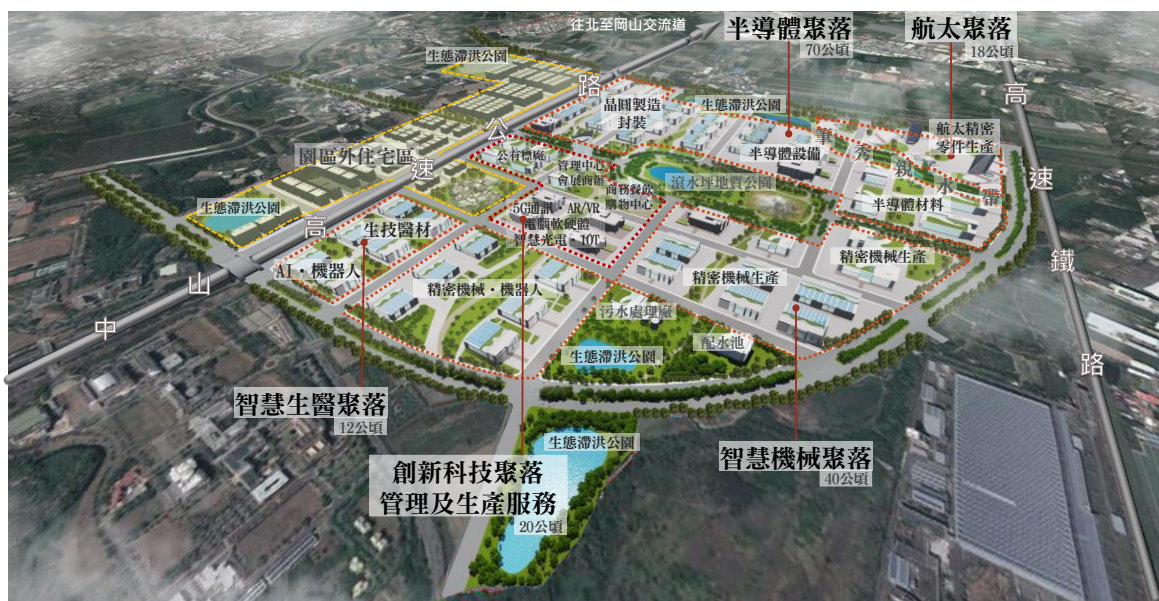 往北至岡山交流道
半導體聚落
70公頃
航太聚落
18公頃
生態滯洪公園
晶圓製造
封裝
生態滯洪公園
半導體設備
航太精密
零件生產
筆秀親子水岸
半導體材料
園區外住宅區
生態滯洪公園
公有標廠
管理中心
會展商辦
商務餐飲
購物中心
滾水坪地質公園
5G通訊・AR/VR
電腦軟硬體
智慧光電・IOT
生技醫材
AI・機器人
精密機械・機器人
精密機械生產
精密機械生產
污水處理廠
配水池
生態滯洪公園
生態滯洪公園
中山高速公路
高速鐵路
智慧生醫聚落
12公頃
創新科技聚落
管理及生產服務
20公頃
智慧機械聚落
40公頃